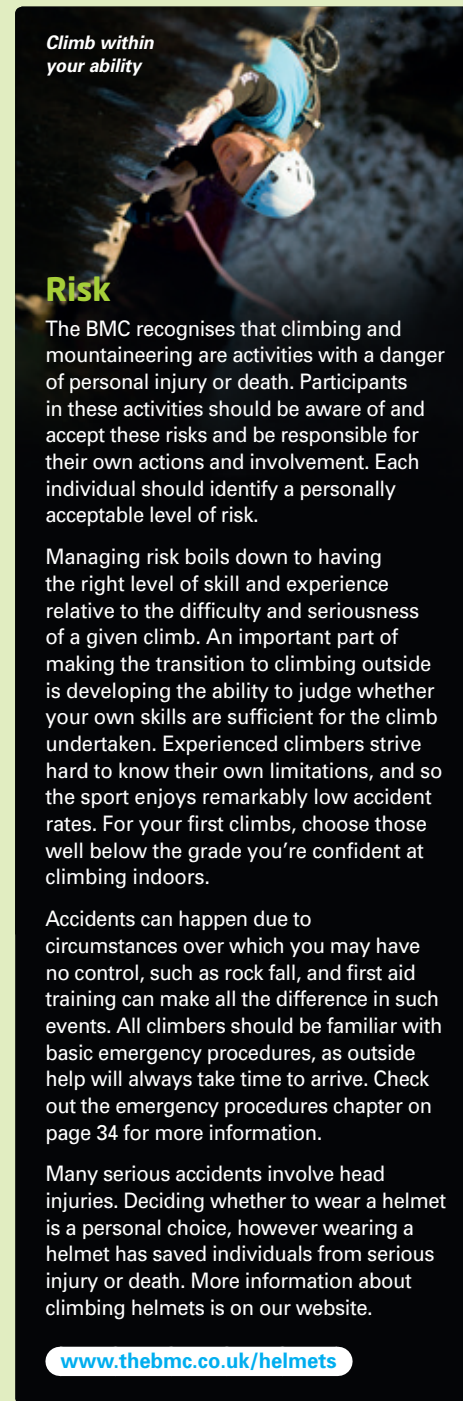 Climb within
your ability
Risk
The BMC recognises that climbing and
mountaineering are activities with a danger
of personal injury or death. Participants
in these activities should be aware of and
accept these risks and be responsible for
their own actions and involvement. Each
individual should identify a personally
acceptable level of risk.
Managing risk boils down to having
the right level of skill and experience
relative to the difficulty and seriousness
of a given climb. An important part of
making the transition to climbing outside
is developing the ability to judge whether
your own skills are sufficient for the climb
undertaken. Experienced climbers strive
hard to know their own limitations, and so
the sport enjoys remarkably low accident
rates. For your first climbs, choose those
well below the grade you’re confident at
climbing indoors.
Accidents can happen due to
circumstances over which you may have
no control, such as rock fall, and first aid
training can make all the difference in such
events. All climbers should be familiar with
basic emergency procedures, as outside
help will always take time to arrive. Check
out the emergency procedures chapter on
page 34 for more information.
Many serious accidents involve head
injuries. Deciding whether to wear a helmet
is a personal choice, however wearing a
helmet has saved individuals from serious
injury or death. More information about
climbing helmets is on our website.
www.thebmc.co.uk/helmets